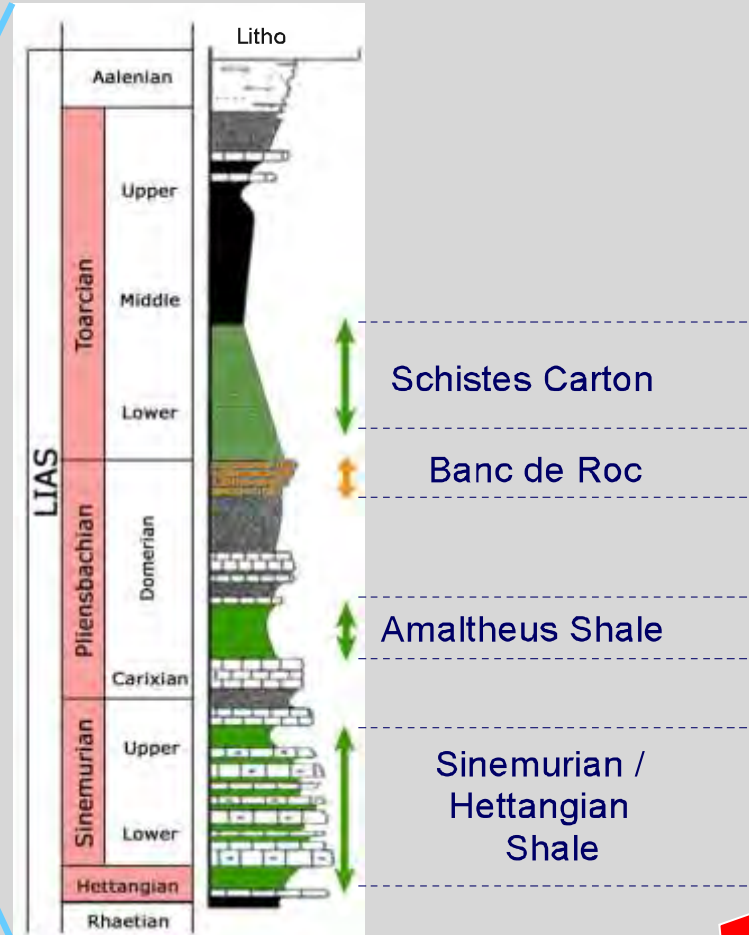 Litho
Aalenian
LIAS
Toarcian
Upper
Middle
Lower
Schistes Carton
Banc de Roc
Pliensbachian
Domerian
Amaltheus Shale
Carixian
Sinemurian
Upper
Lower
Sinemurian /
Hettangian
Shale
Hettangian
Rhaetian